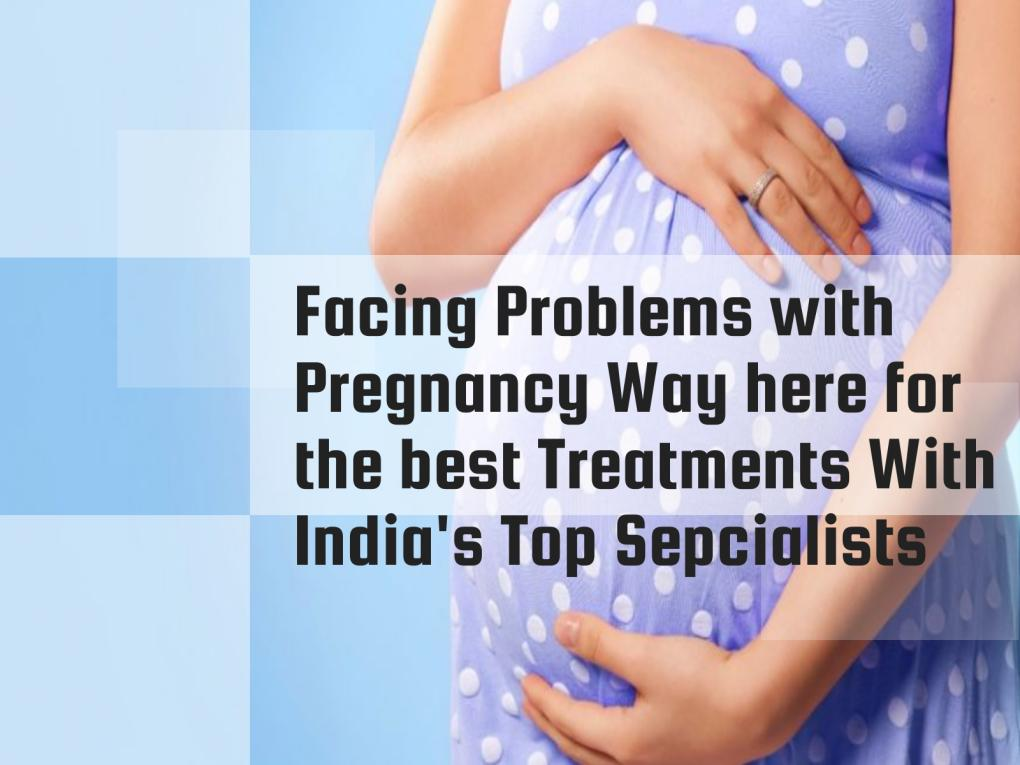 Facing Problems with
Pregnancy Way here for
the best Treatments With
India's Top Sepcialists